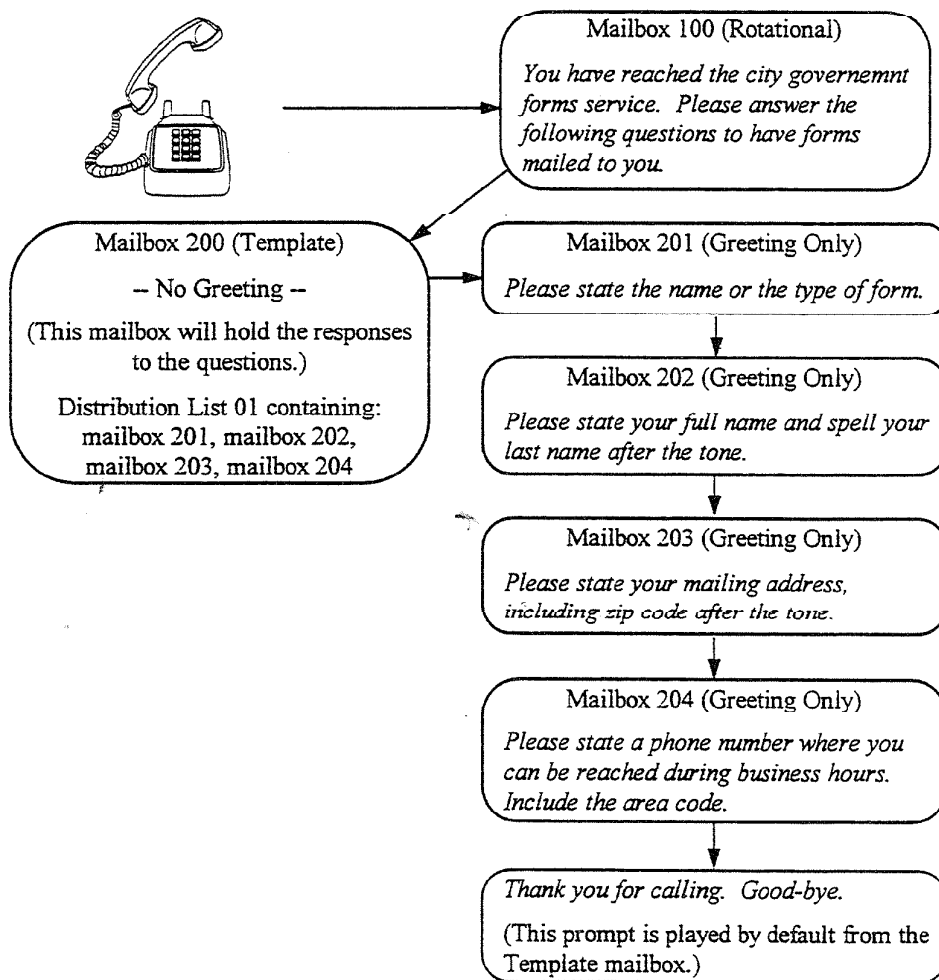 Mailbox 100 (Rotational)
You have reached the city governemnt
forms service. Please answer the
following questions to have forms
mailed to you.
Mailbox 200 (Template)
-- No Greeting --
(This mailbox will hold the responses
to the questions.)
Distribution List 01 containing:
mailbox 201, mailbox 202,
mailbox 203, mailbox 204
Mailbox 201 (Greeting Only)
Please state the name or the type of form.
Mailbox 202 (Greeting Only)
Please state your full name and spell your
last name after the tone.
Mailbox 203 (Greeting Only)
Please state your mailing address,
including zip code after the tone.
Mailbox 204 (Greeting Only)
Please state a phone number where you
can be reached during business hours.
Include the area code.
Thank you for calling. Good-bye.
(This prompt is played by default from the
Template mailbox.)